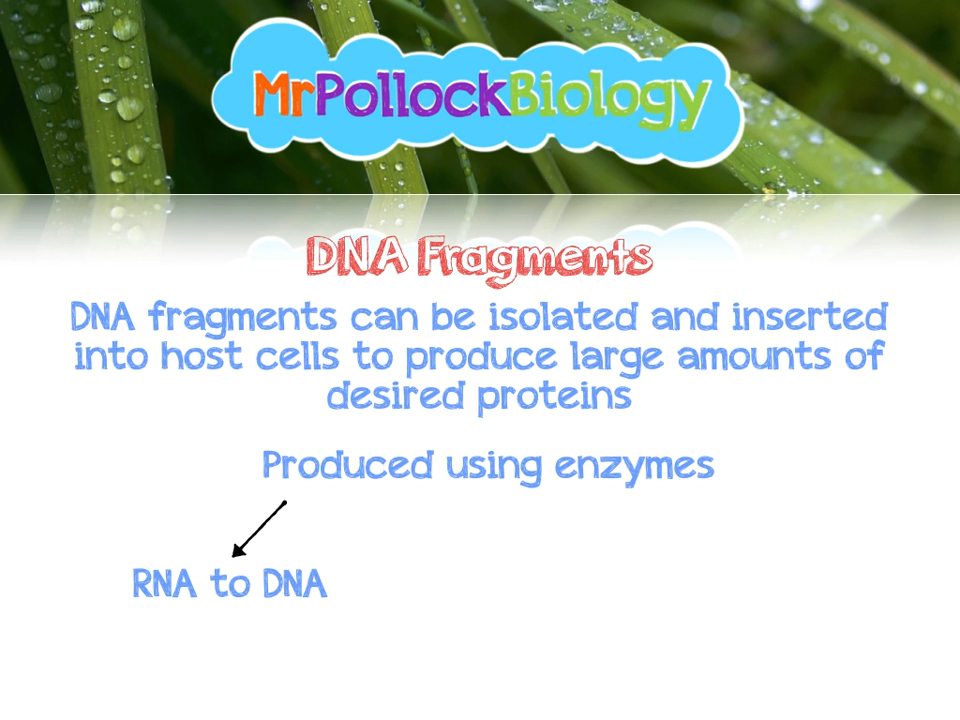 MrPollockBiology
DNA Fragments
DNA fragments can be isolated and inserted
into host cells to produce large amounts of
desired proteins
Produced using enzymes
RNA to DNA